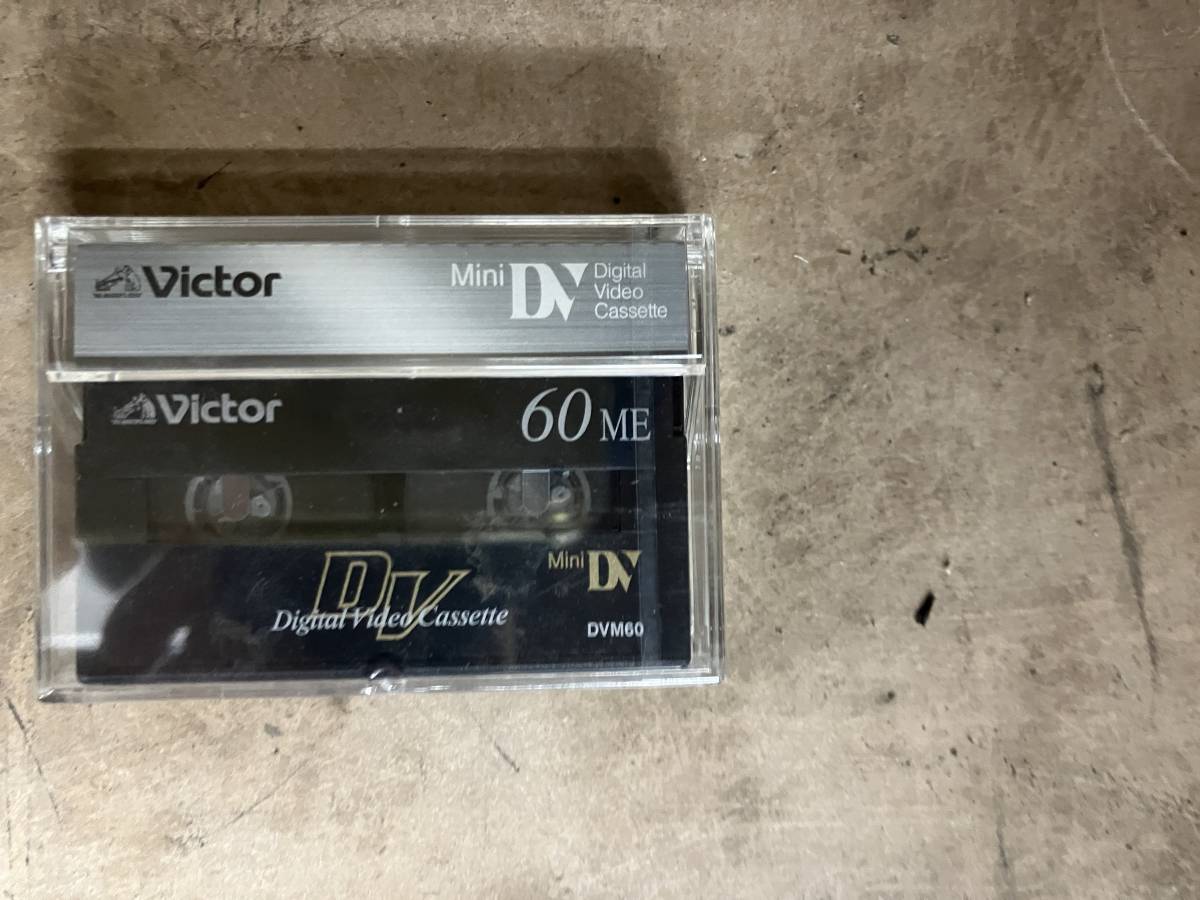 Victor
Mini DV Digital
Video
Cassette
Victor
60 ME
DV
Digital Video Cassette
Mini DV
DVM60